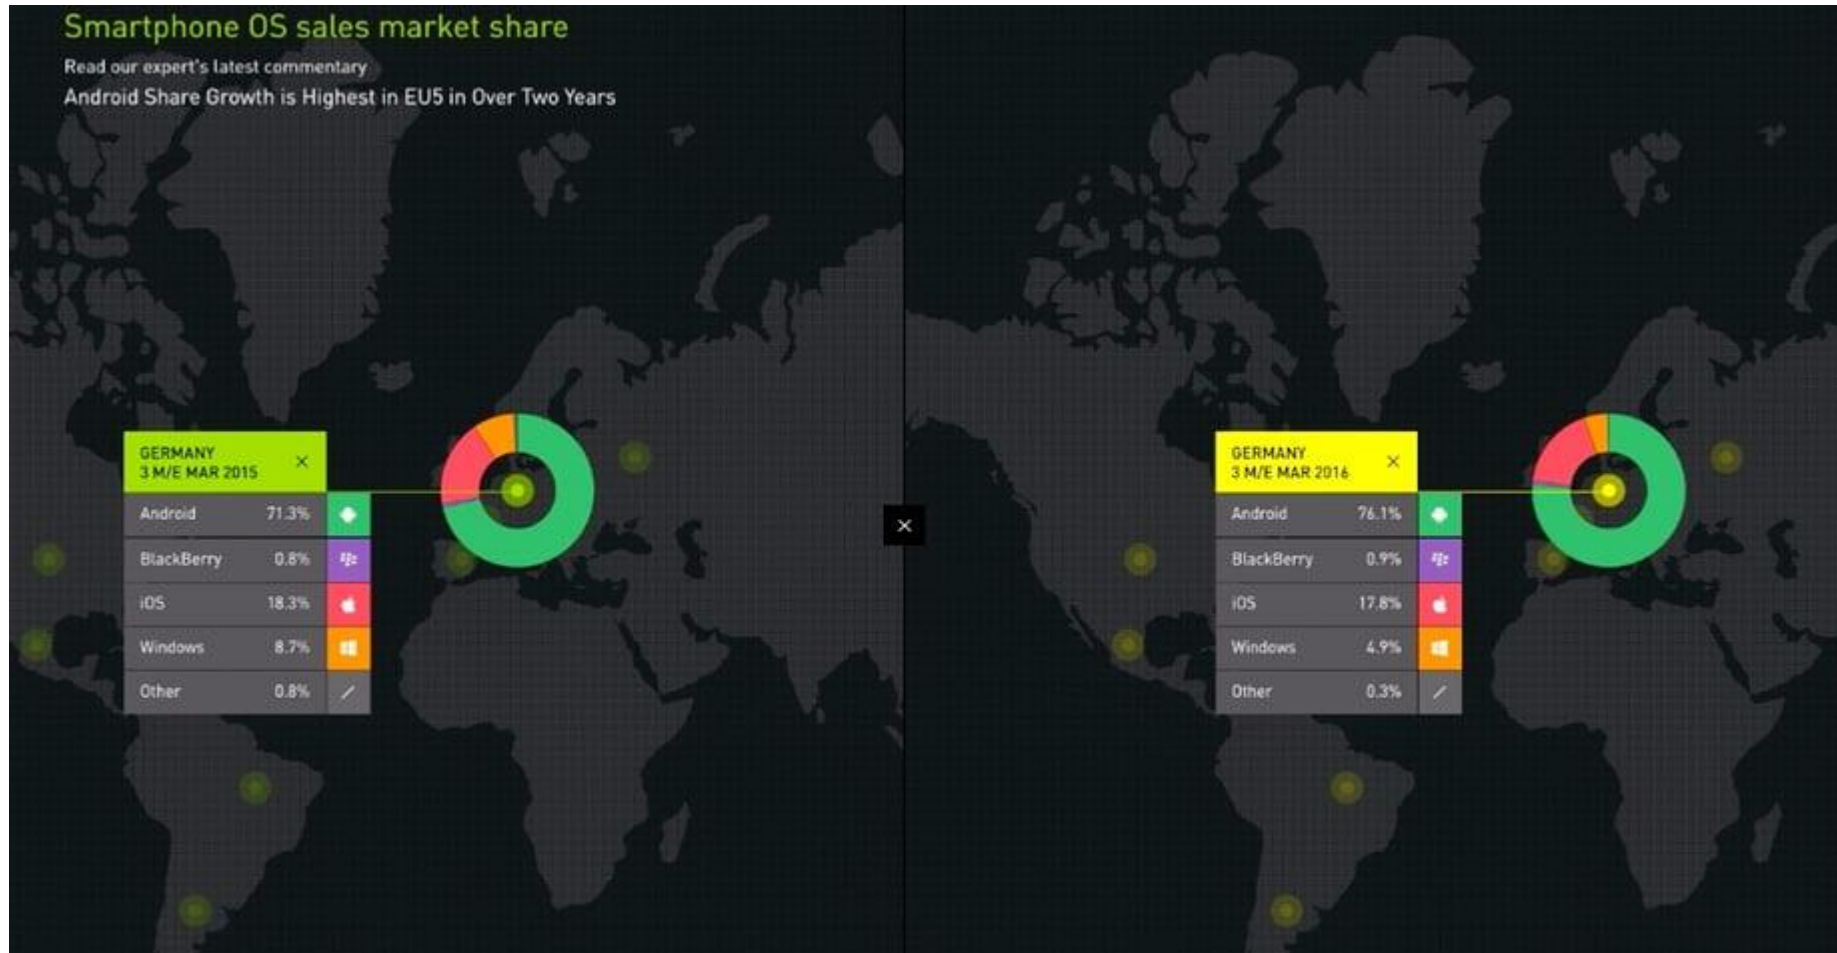 Smartphone OS sales market share
Read our expert's latest commentary
Android Share Growth is Highest in EU5 in Over Two Years
GERMANY
3 M/E MAR 2015
Android 71.3%
BlackBerry 0.8%
iOS 18.3%
Windows 8.7%
Other 0.8%
GERMANY
3 M/E MAR 2016
Android 76.1%
BlackBerry 0.9%
iOS 17.8%
Windows 4.9%
Other 0.3%